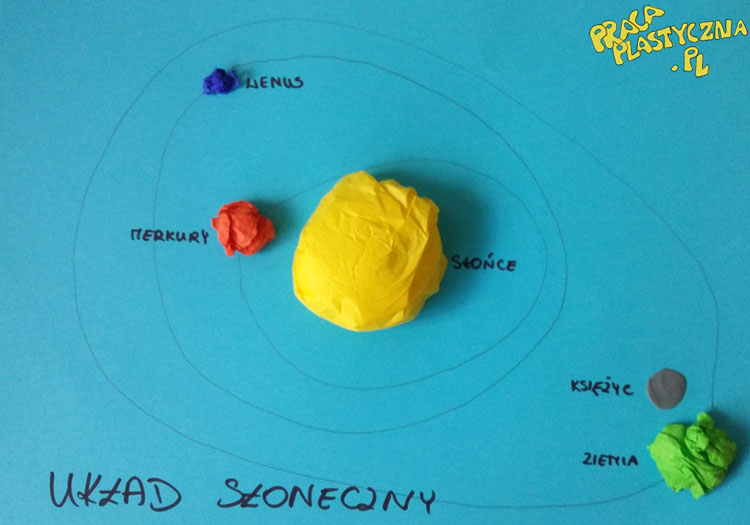 PRACA
PLASTYCZNA
.PL
WENUS
MERKURY
SŁOŃCE
KSIĘŻYC
ZIEMIA
UKŁAD SŁONECZNY